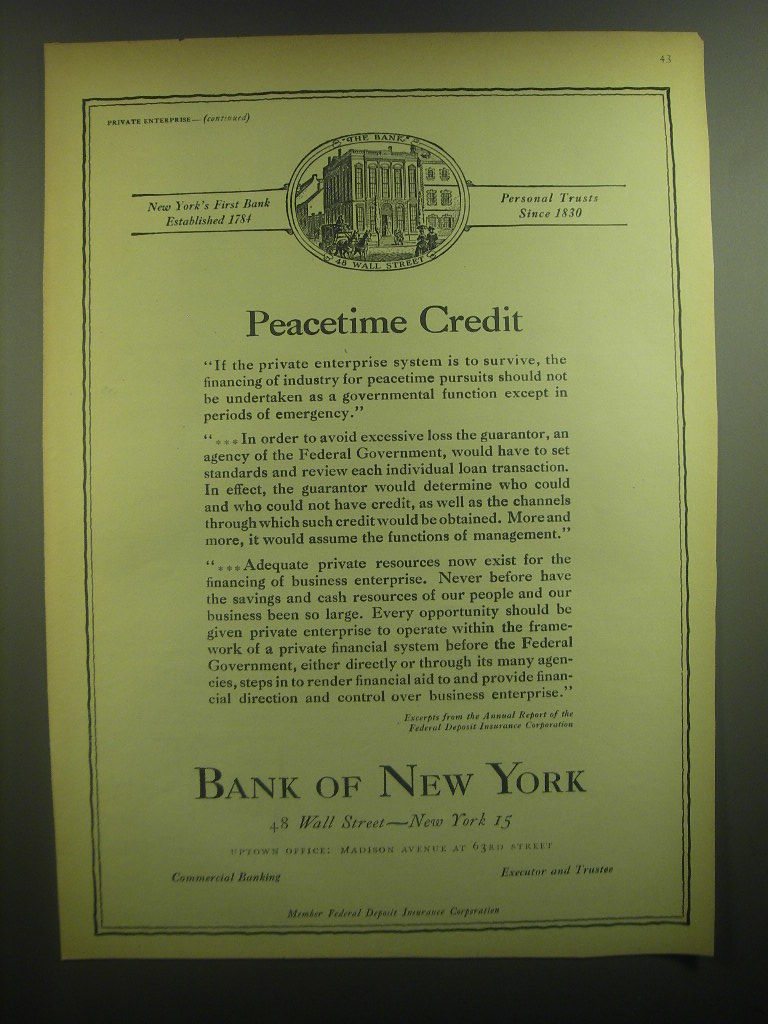 43
PRIVATE ENTERPRISE—(continued)
"THE BANK"
New York's First Bank
Established 1784
Personal Trusts
Since 1830
48 WALL STREET
Peacetime Credit
"If the private enterprise system is to survive, the
financing of industry for peacetime pursuits should not
be undertaken as a governmental function except in
periods of emergency."
"***In order to avoid excessive loss the guarantor, an
agency of the Federal Government, would have to set
standards and review each individual loan transaction.
In effect, the guarantor would determine who could
and who could not have credit, as well as the channels
through which such credit would be obtained. More and
more, it would assume the functions of management."
"***Adequate private resources now exist for the
financing of business enterprise. Never before have
the savings and cash resources of our people and our
business been so large. Every opportunity should be
given private enterprise to operate within the frame-
work of a private financial system before the Federal
Government, either directly or through its many agen-
cies, steps in to render financial aid to and provide finan-
cial direction and control over business enterprise."
Excerpts from the Annual Report of the
Federal Deposit Insurance Corporation
BANK OF NEW YORK
48 Wall Street—New York 15
UPTOWN OFFICE: MADISON AVENUE AT 63RD STREET
Commercial Banking
Executor and Trustee
Member Federal Deposit Insurance Corporation